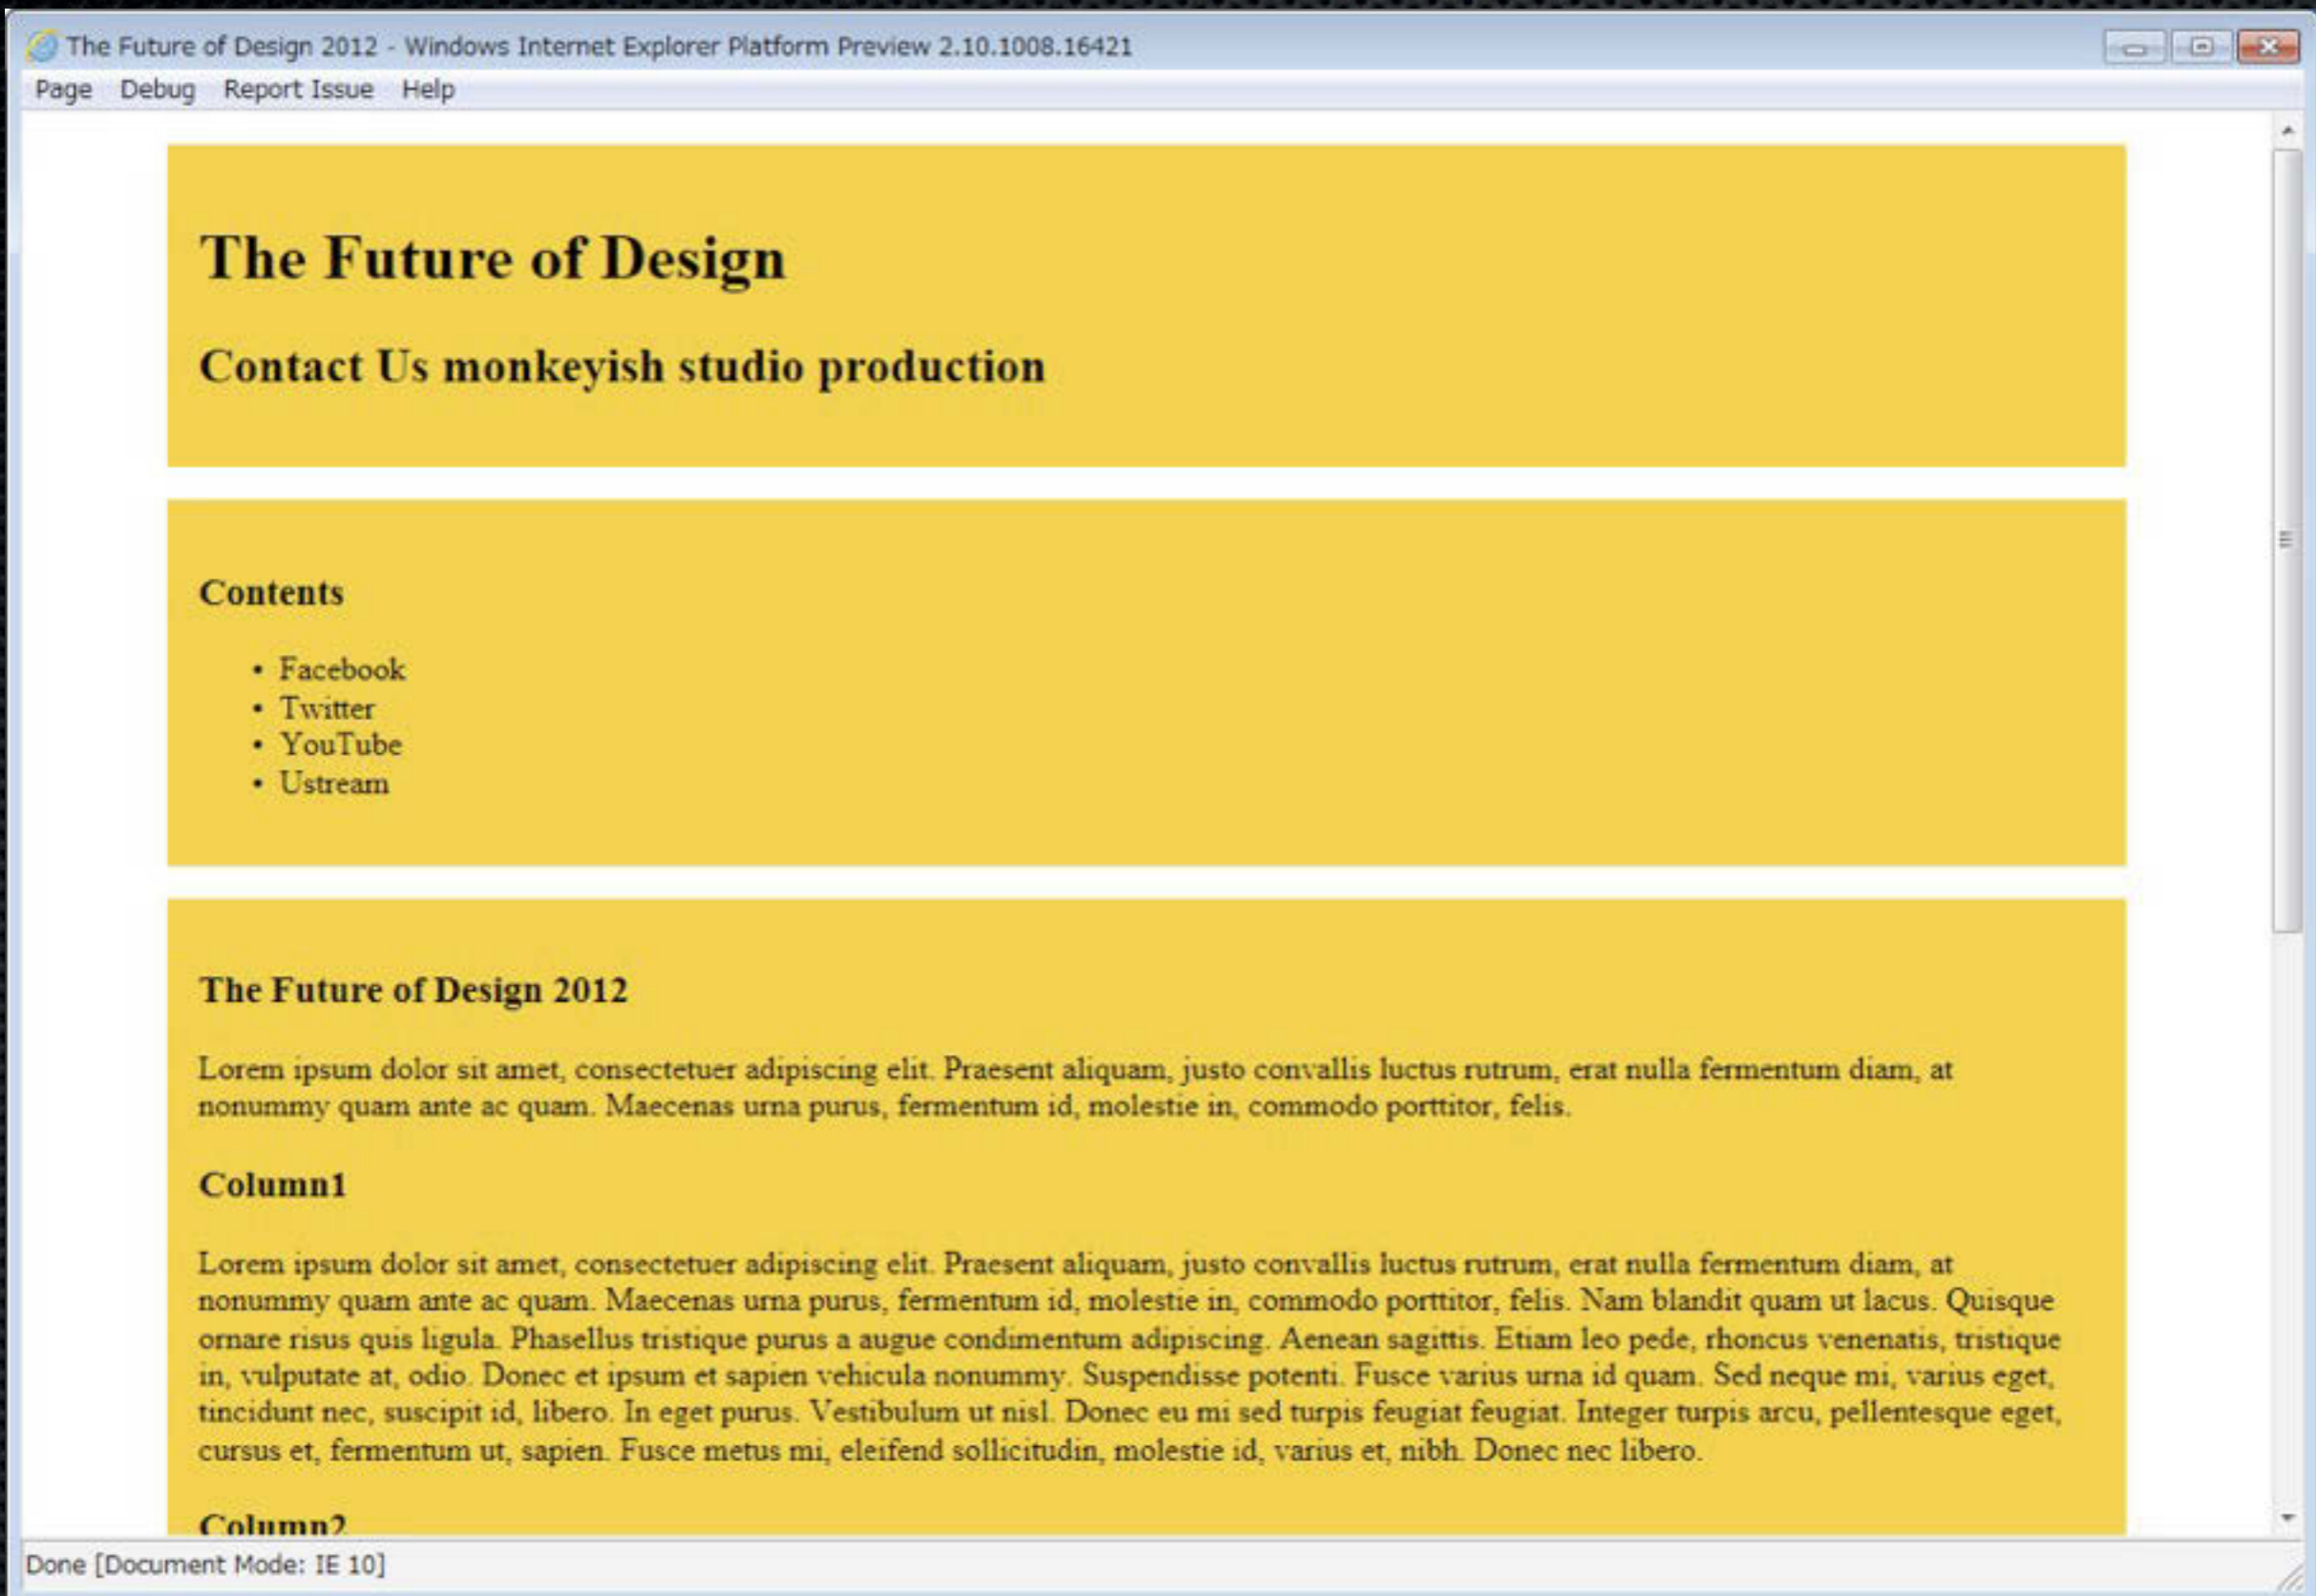 The Future of Design 2012 - Windows Internet Explorer Platform Preview 2.10.1008.16421
Page Debug Report Issue Help
The Future of Design
Contact Us monkeyish studio production
Contents
• Facebook
• Twitter
• YouTube
• Ustream
The Future of Design 2012
Lorem ipsum dolor sit amet, consectetuer adipiscing elit. Praesent aliquam, justo convallis luctus rutrum, erat nulla fermentum diam, at
nonummy quam ante ac quam. Maecenas urna purus, fermentum id, molestie in, commodo porttitor, felis.
Column1
Lorem ipsum dolor sit amet, consectetuer adipiscing elit. Praesent aliquam, justo convallis luctus rutrum, erat nulla fermentum diam, at
nonummy quam ante ac quam. Maecenas urna purus, fermentum id, molestie in, commodo porttitor, felis. Nam blandit quam ut lacus. Quisque
ornare risus quis ligula. Phasellus tristique purus a augue condimentum adipiscing. Aenean sagittis. Etiam leo pede, rhoncus venenatis, tristique
in, vulputate at, odio. Donec et ipsum et sapien vehicula nonummy. Suspendisse potenti. Fusce varius urna id quam. Sed neque mi, varius eget,
tincidunt nec, suscipit id, libero. In eget purus. Vestibulum ut nisl. Donec eu mi sed turpis feugiat feugiat. Integer turpis arcu, pellentesque eget,
cursus et, fermentum ut, sapien. Fusce metus mi, eleifend sollicitudin, molestie id, varius et, nibh. Donec nec libero.
Column2
Done [Document Mode: IE 10]